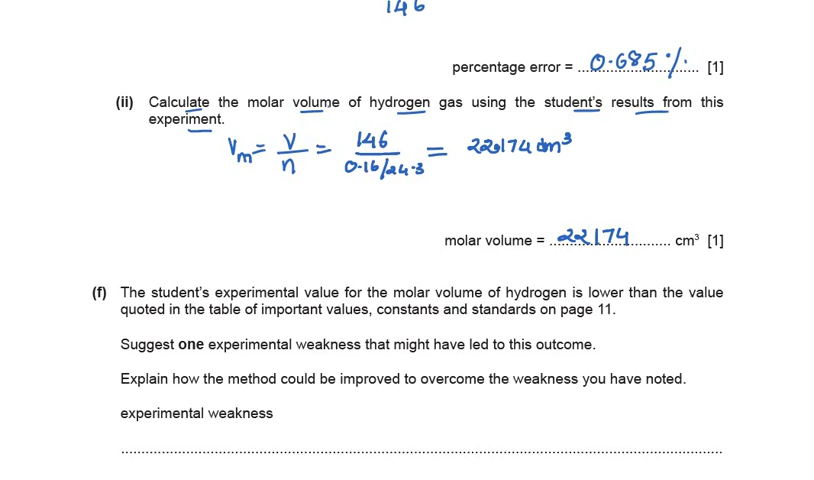 146
percentage error = 0.685 % [1]
(ii) Calculate the molar volume of hydrogen gas using the student's results from this
experiment.
Vm = V/n = 146 / 0.16/24.3 = 22.174 dm³
molar volume = 22174 cm³ [1]
(f) The student's experimental value for the molar volume of hydrogen is lower than the value
quoted in the table of important values, constants and standards on page 11.
Suggest one experimental weakness that might have led to this outcome.
Explain how the method could be improved to overcome the weakness you have noted.
experimental weakness